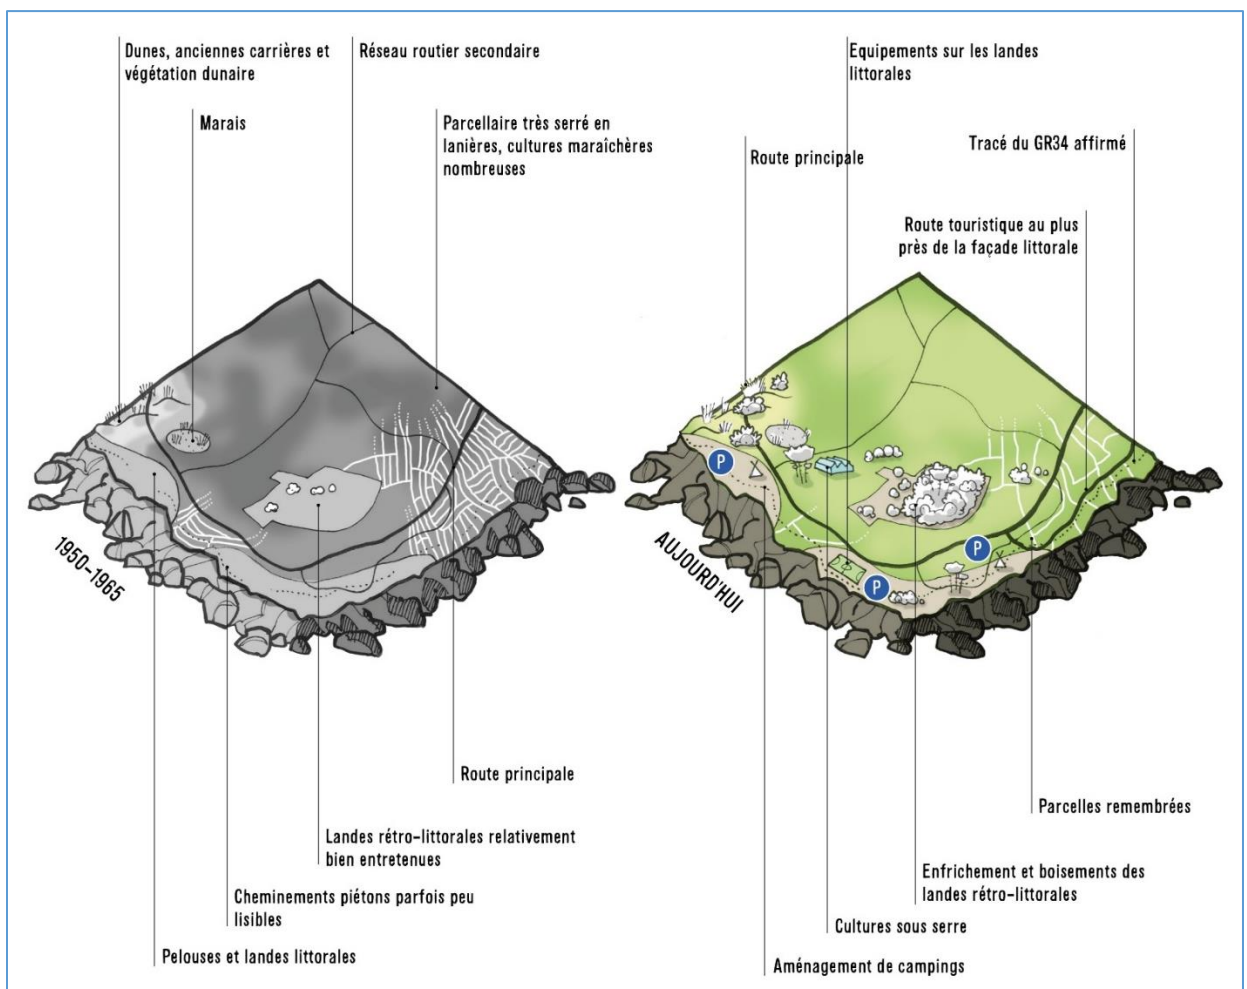 Dunes, anciennes carrières et
végétation dunaire
Réseau routier secondaire
Marais
Parcellaire très serré en
lanières, cultures maraîchères
nombreuses
1950-1965
Route principale
Landes rétro-littorales relativement
bien entretenues
Cheminements piétons parfois peu
lisibles
Pelouses et landes littorales
Equipements sur les landes
littorales
Route principale
Tracé du GR34 affirmé
Route touristique au plus
près de la façade littorale
P
P
P
AUJOURD'HUI
Parcelles remembrées
Enfrichement et boisements des
landes rétro-littorales
Cultures sous serre
Aménagement de campings